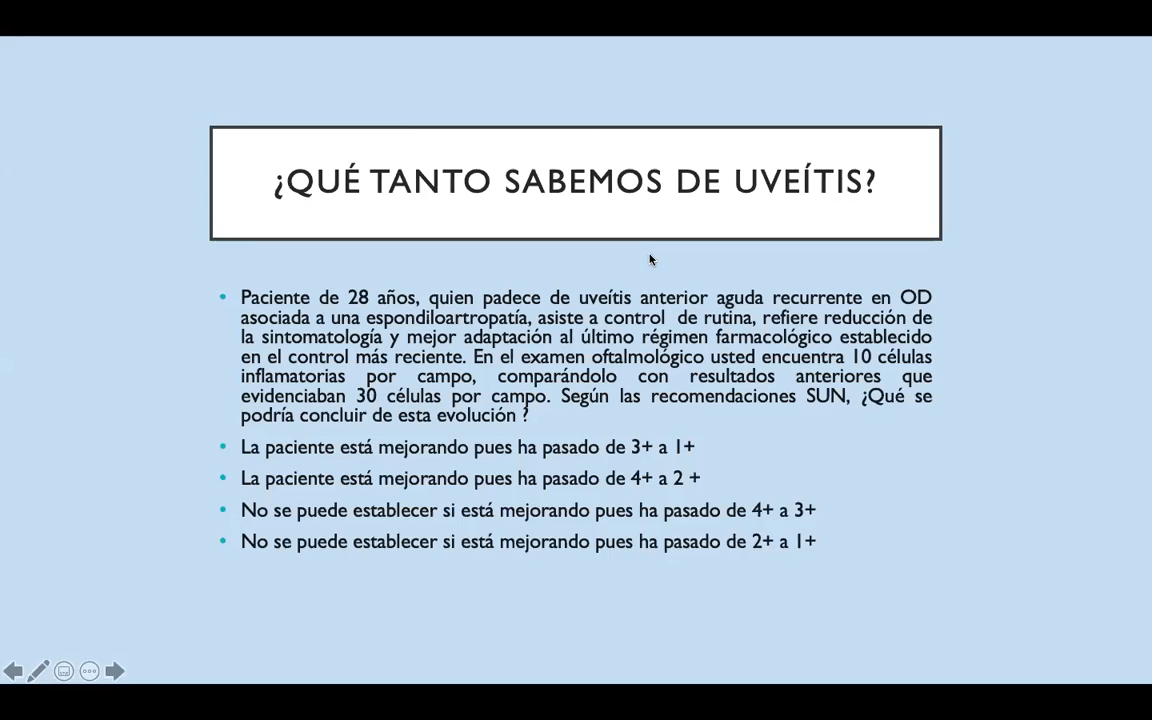 ¿QUÉ TANTO SABEMOS DE UVEÍTIS?
• Paciente de 28 años, quien padece de uveítis anterior aguda recurrente en OD
asociada a una espondiloartropatía, asiste a control de rutina, refiere reducción de
la sintomatología y mejor adaptación al último régimen farmacológico establecido
en el control más reciente. En el examen oftalmológico usted encuentra 10 células
inflamatorias por campo, comparándolo con resultados anteriores que
evidenciaban 30 células por campo. Según las recomendaciones SUN, ¿Qué se
podría concluir de esta evolución ?
• La paciente está mejorando pues ha pasado de 3+ a 1+
• La paciente está mejorando pues ha pasado de 4+ a 2 +
• No se puede establecer si está mejorando pues ha pasado de 4+ a 3+
• No se puede establecer si está mejorando pues ha pasado de 2+ a 1+